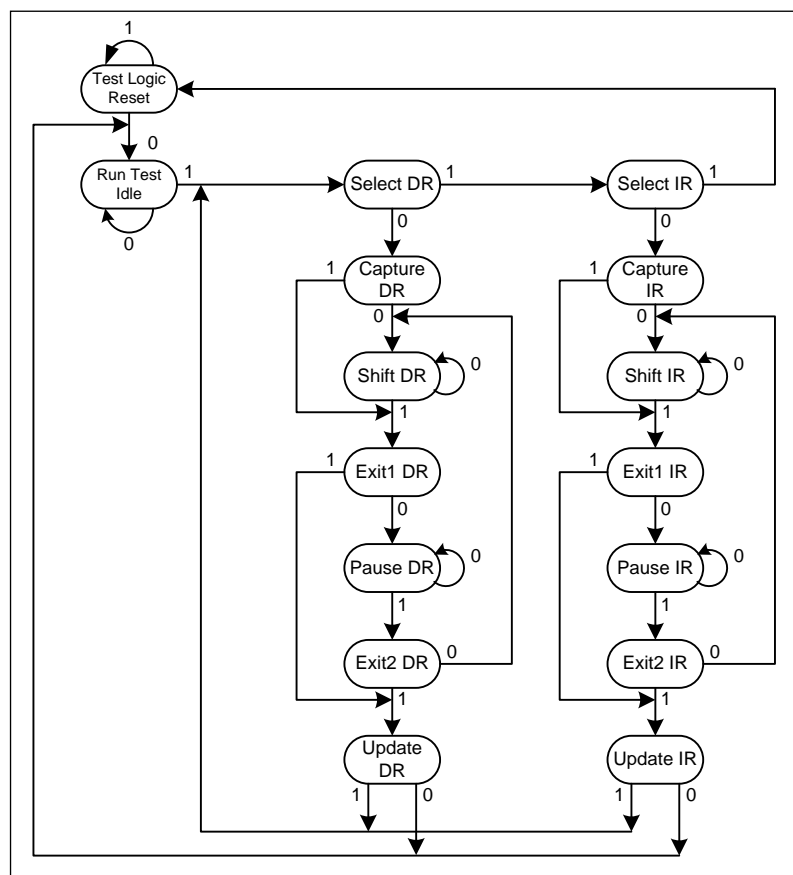 1
Test Logic
Reset
0
Run Test
Idle
1
0
Select DR
1
0
Select IR
1
0
Capture
DR
1
0
Capture
IR
1
0
Shift DR
0
1
Shift IR
0
1
Exit1 DR
1
0
Exit1 IR
1
0
Pause DR
0
1
Pause IR
0
1
Exit2 DR
0
1
Exit2 IR
0
1
Update
DR
1
0
Update IR
1
0